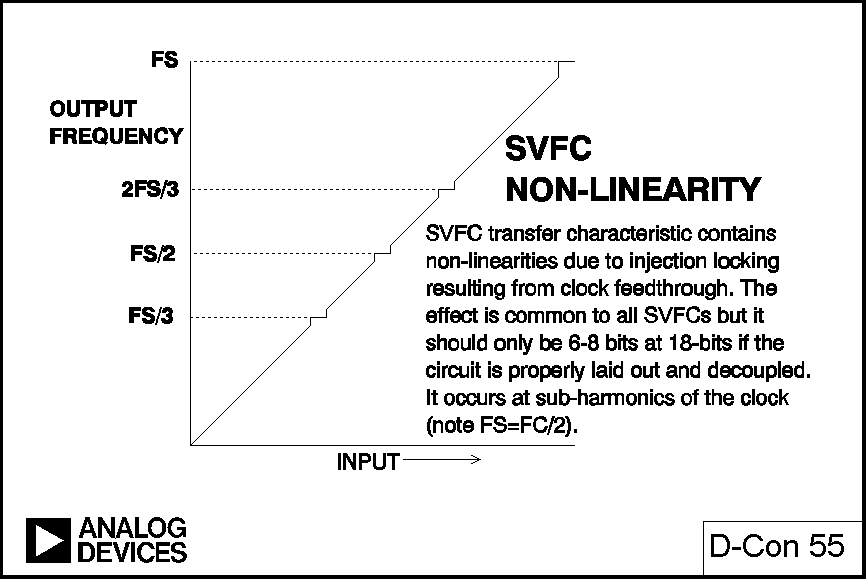 FS
OUTPUT
FREQUENCY
2FS/3
FS/2
FS/3
INPUT
SVFC
NON-LINEARITY
SVFC transfer characteristic contains
non-linearities due to injection locking
resulting from clock feedthrough. The
effect is common to all SVFCs but it
should only be 6-8 bits at 18-bits if the
circuit is properly laid out and decoupled.
It occurs at sub-harmonics of the clock
(note FS=FC/2).
ANALOG
DEVICES
D-Con 55